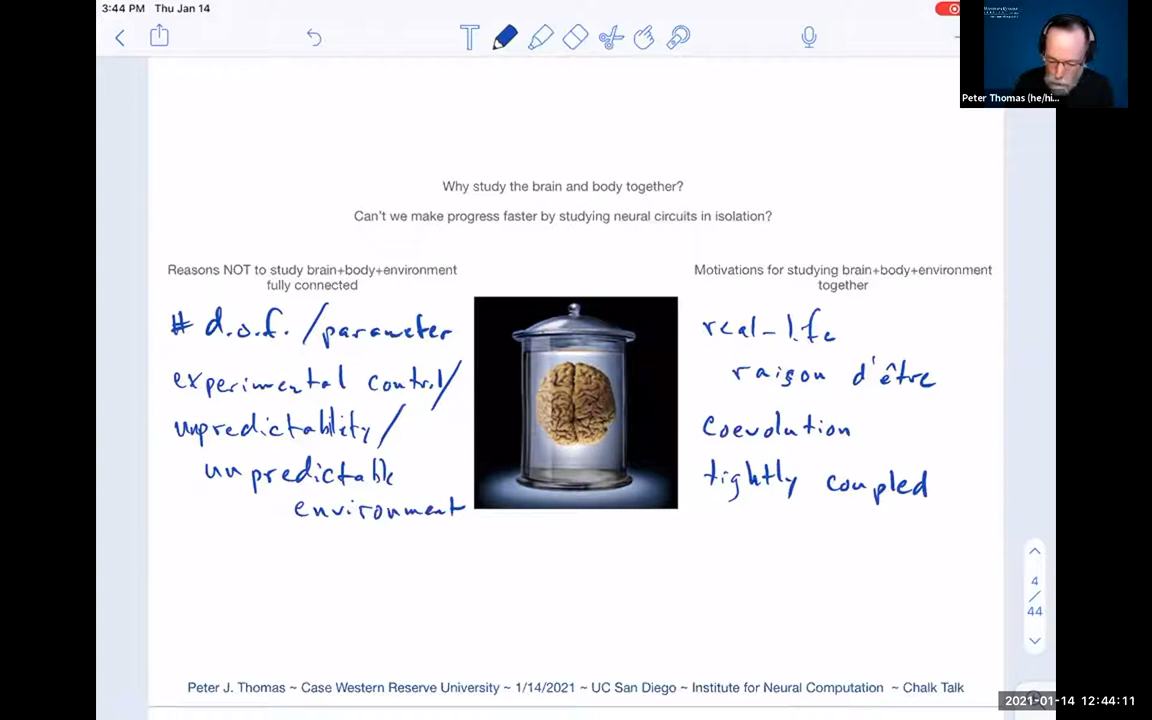 3:44 PM Thu Jan 14
Peter Thomas (he/hi...
Why study the brain and body together?
Can't we make progress faster by studying neural circuits in isolation?
Reasons NOT to study brain+body+environment
fully connected
# d.o.f. / parameter
experimental control/
unpredictability/
unpredictable
environment
Motivations for studying brain+body+environment
together
real-life
raison d'être
Coevolution
tightly coupled
4
/
44
Peter J. Thomas ~ Case Western Reserve University ~ 1/14/2021 ~ UC San Diego ~ Institute for Neural Computation ~ Chalk Talk
2021-01-14 12:44:11